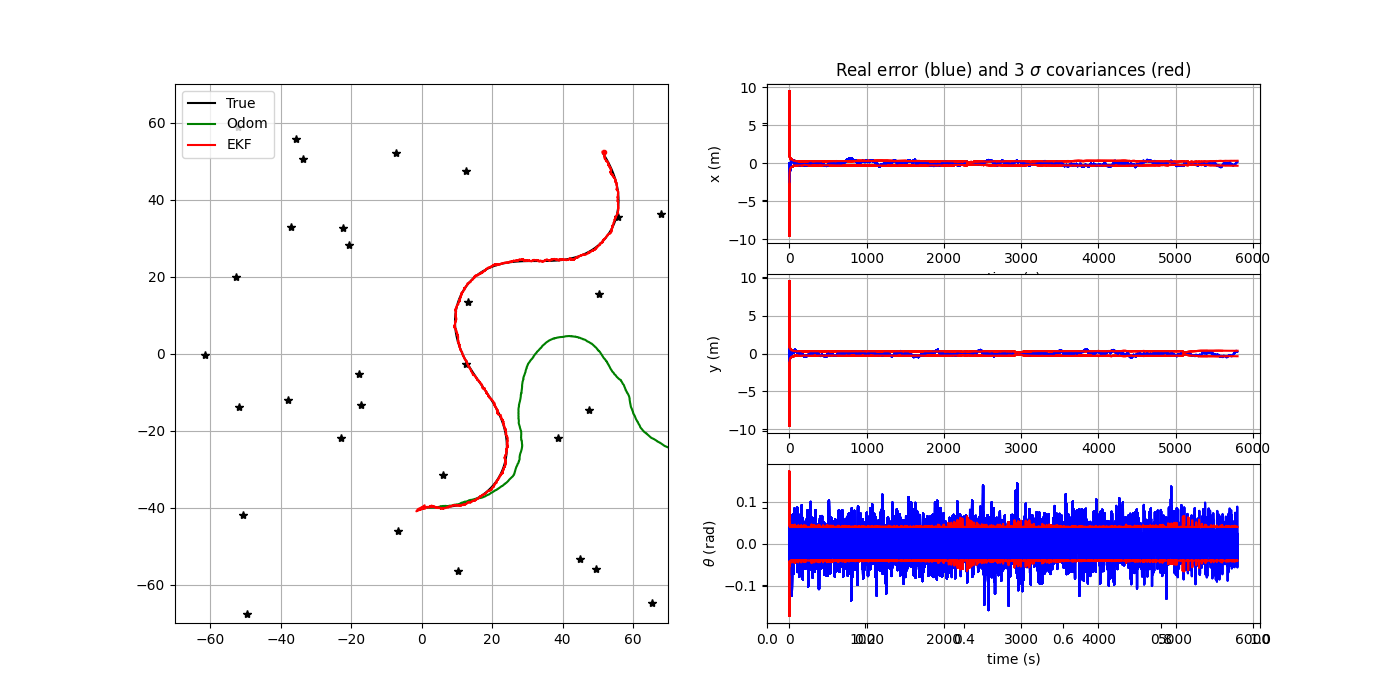 True
Odom
EKF
60
40
20
0
−20
−40
−60
−60 −40 −20 0 20 40 60
Real error (blue) and 3 σ covariances (red)
10
5
0
−5
−10
x (m)
0 1000 2000 3000 4000 5000 6000
10
5
0
−5
−10
y (m)
0 1000 2000 3000 4000 5000 6000
0.1
0.0
−0.1
θ (rad)
0.0 0 0.2 1000 2000 0.4 3000 0.6 4000 0.8 5000 6000 1.0
time (s)